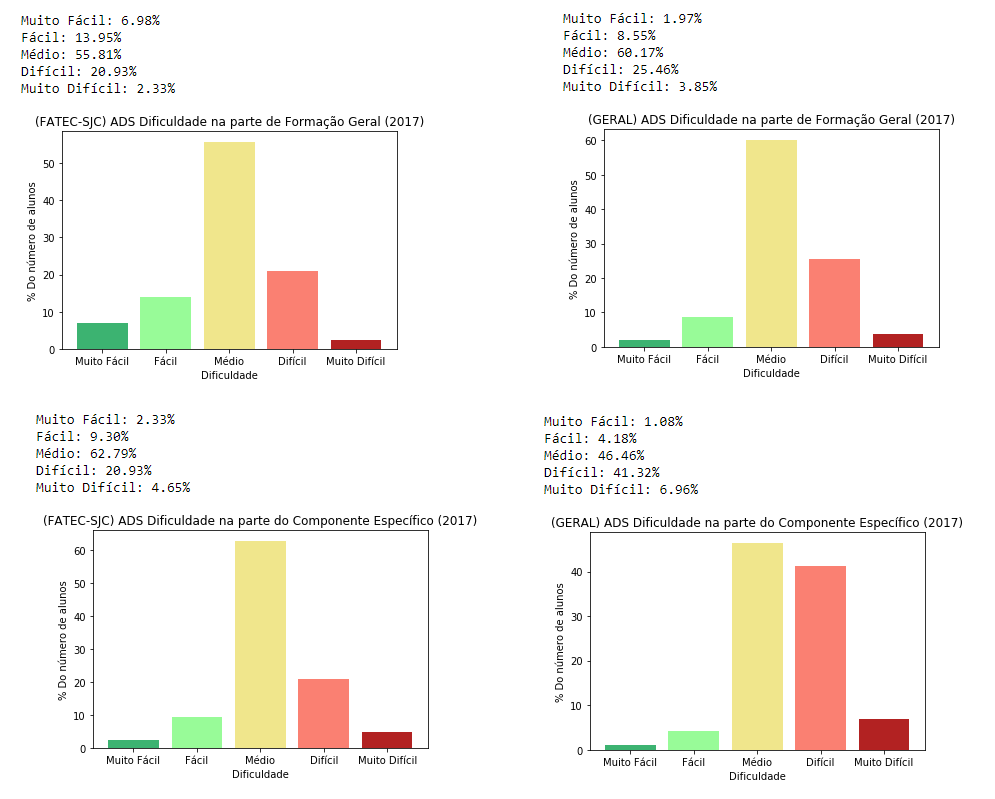 Muito Fácil: 6.98%
Fácil: 13.95%
Médio: 55.81%
Difícil: 20.93%
Muito Difícil: 2.33%
(FATEC-SJC) ADS Dificuldade na parte de Formação Geral (2017)
% Do número de alunos
50
40
30
20
10
0
Muito Fácil Fácil Médio Difícil Muito Difícil
Dificuldade
Muito Fácil: 1.97%
Fácil: 8.55%
Médio: 60.17%
Difícil: 25.46%
Muito Difícil: 3.85%
(GERAL) ADS Dificuldade na parte de Formação Geral (2017)
% Do número de alunos
60
50
40
30
20
10
0
Muito Fácil Fácil Médio Difícil Muito Difícil
Dificuldade
Muito Fácil: 2.33%
Fácil: 9.30%
Médio: 62.79%
Difícil: 20.93%
Muito Difícil: 4.65%
(FATEC-SJC) ADS Dificuldade na parte do Componente Específico (2017)
% Do número de alunos
60
50
40
30
20
10
0
Muito Fácil Fácil Médio Difícil Muito Difícil
Dificuldade
Muito Fácil: 1.08%
Fácil: 4.18%
Médio: 46.46%
Difícil: 41.32%
Muito Difícil: 6.96%
(GERAL) ADS Dificuldade na parte do Componente Específico (2017)
% Do número de alunos
40
30
20
10
0
Muito Fácil Fácil Médio Difícil Muito Difícil
Dificuldade